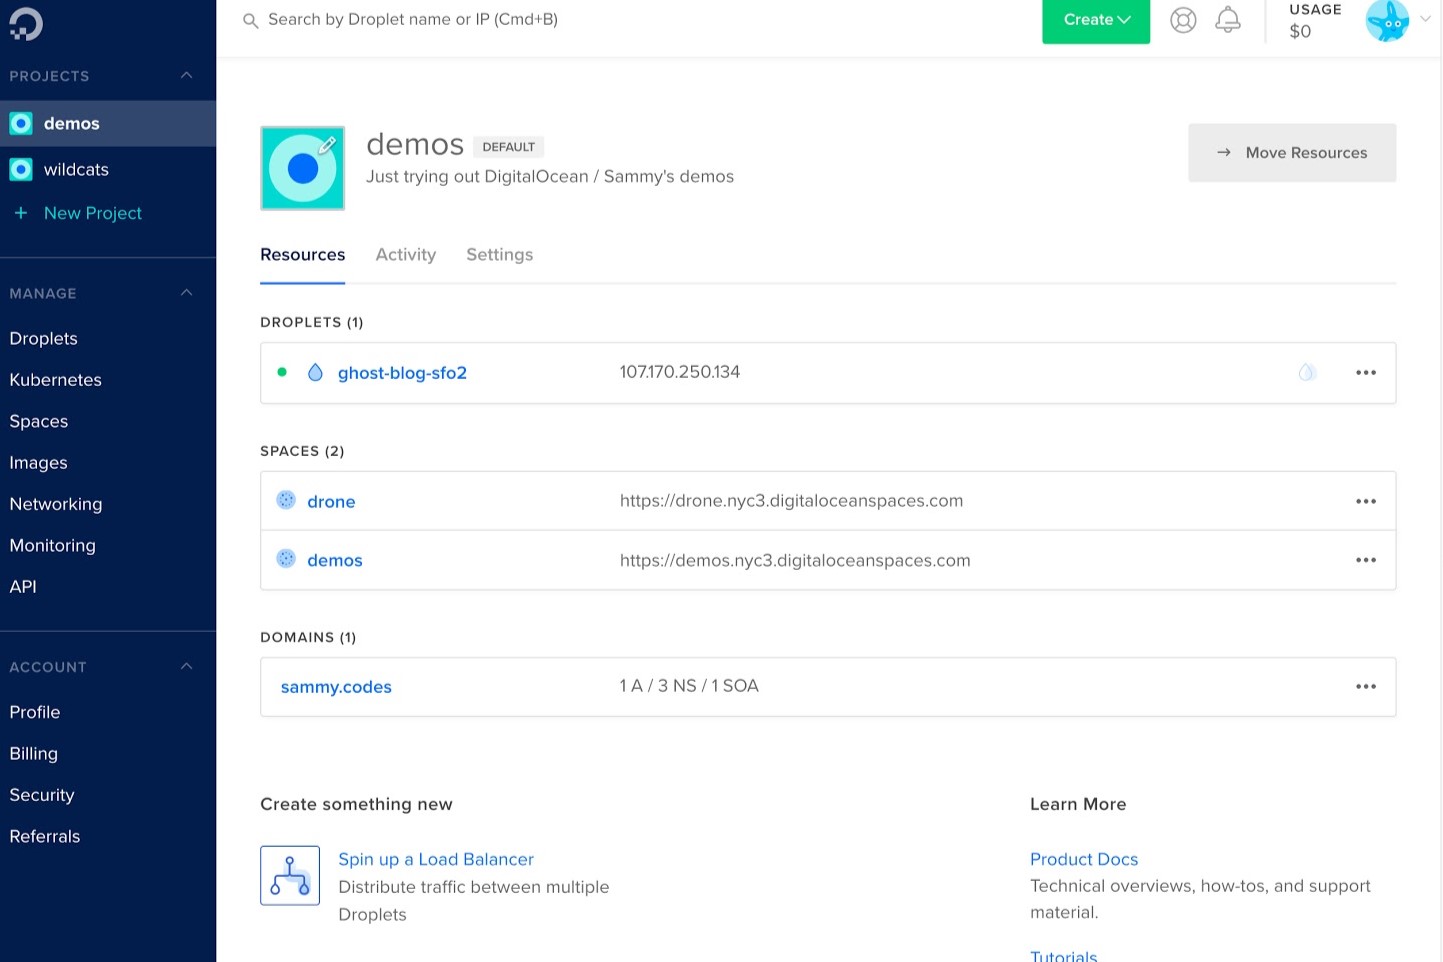 Search by Droplet name or IP (Cmd+B)
Create
USAGE
$0
PROJECTS
demos
wildcats
+ New Project
MANAGE
Droplets
Kubernetes
Spaces
Images
Networking
Monitoring
API
ACCOUNT
Profile
Billing
Security
Referrals
demos DEFAULT
Just trying out DigitalOcean / Sammy's demos
→ Move Resources
Resources Activity Settings
DROPLETS (1)
ghost-blog-sfo2 107.170.250.134
SPACES (2)
drone https://drone.nyc3.digitaloceanspaces.com
demos https://demos.nyc3.digitaloceanspaces.com
DOMAINS (1)
sammy.codes 1 A / 3 NS / 1 SOA
Create something new
Spin up a Load Balancer
Distribute traffic between multiple
Droplets
Learn More
Product Docs
Technical overviews, how-tos, and support
material.
Tutorials